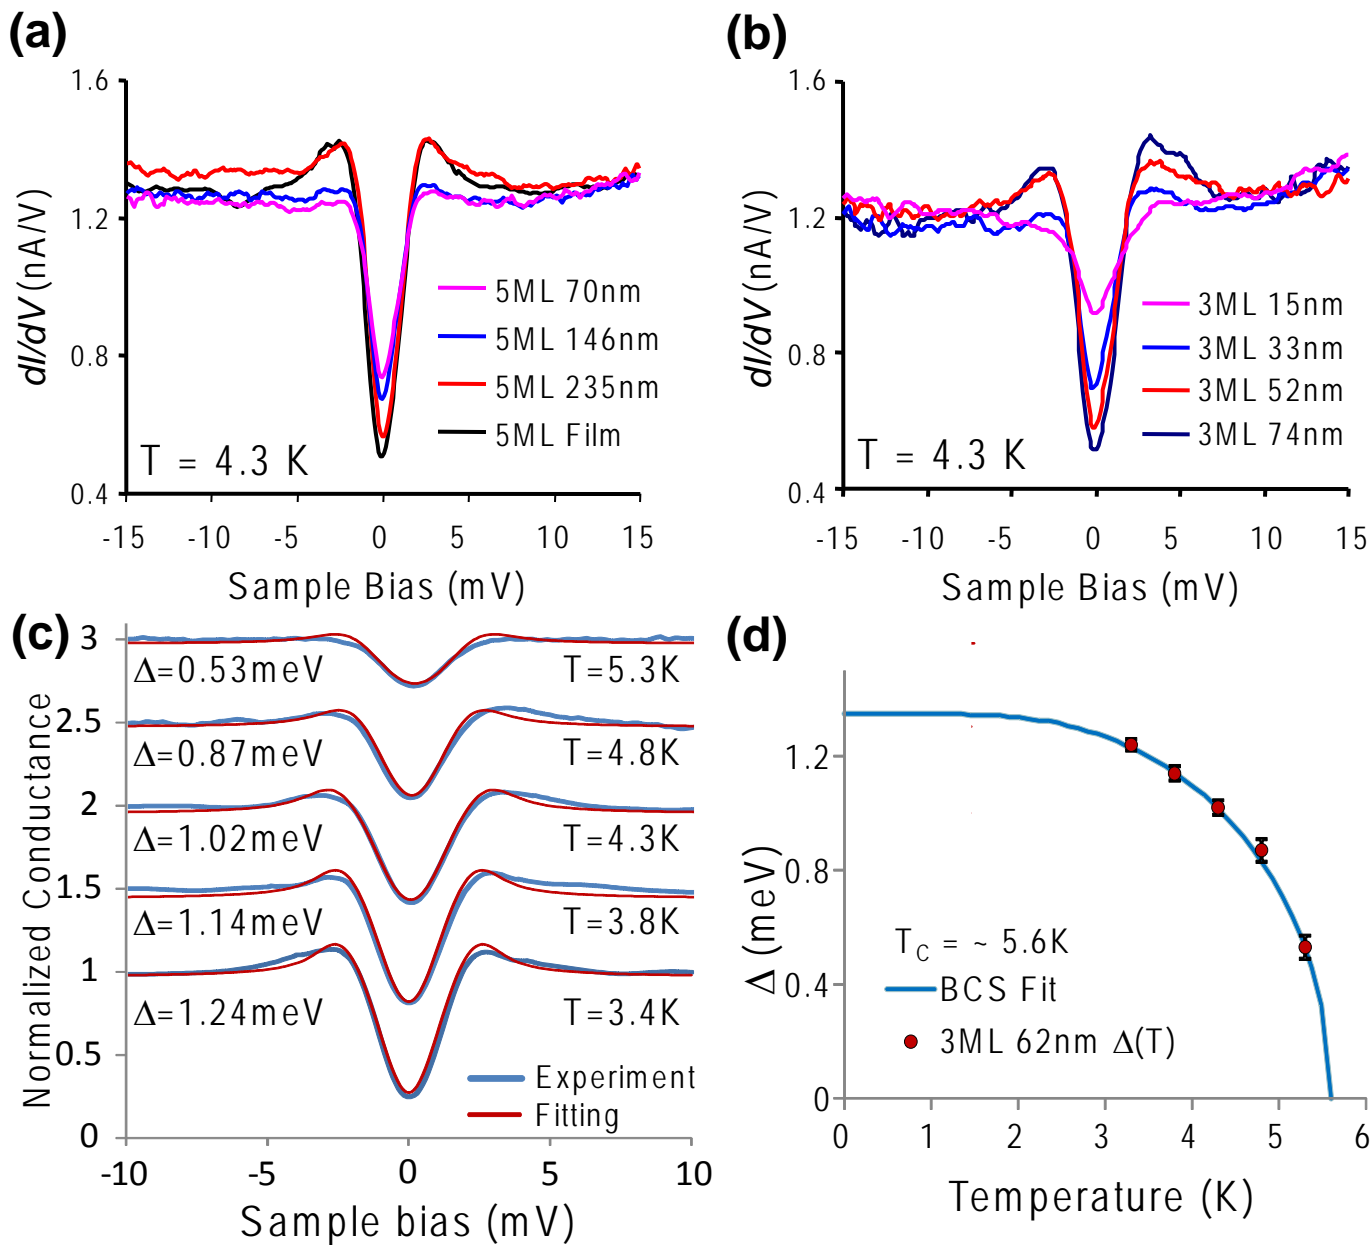 (a)
1.6
1.2
0.8
0.4
dI/dV (nA/V)
5ML 70nm
5ML 146nm
5ML 235nm
5ML Film
T = 4.3 K
-15 -10 -5 0 5 10 15
Sample Bias (mV)
(b)
1.6
1.2
0.8
0.4
dI/dV (nA/V)
3ML 15nm
3ML 33nm
3ML 52nm
3ML 74nm
T = 4.3 K
-15 -10 -5 0 5 10 15
Sample Bias (mV)
(c)
3
2.5
2
1.5
1
0.5
0
Normalized Conductance
Δ=0.53meV T=5.3K
Δ=0.87meV T=4.8K
Δ=1.02meV T=4.3K
Δ=1.14meV T=3.8K
Δ=1.24meV T=3.4K
Experiment
Fitting
-10 -5 0 5 10
Sample bias (mV)
(d)
1.2
0.8
0.4
0
Δ (meV)
T_C = ~ 5.6K
BCS Fit
3ML 62nm Δ(T)
0 1 2 3 4 5 6
Temperature (K)